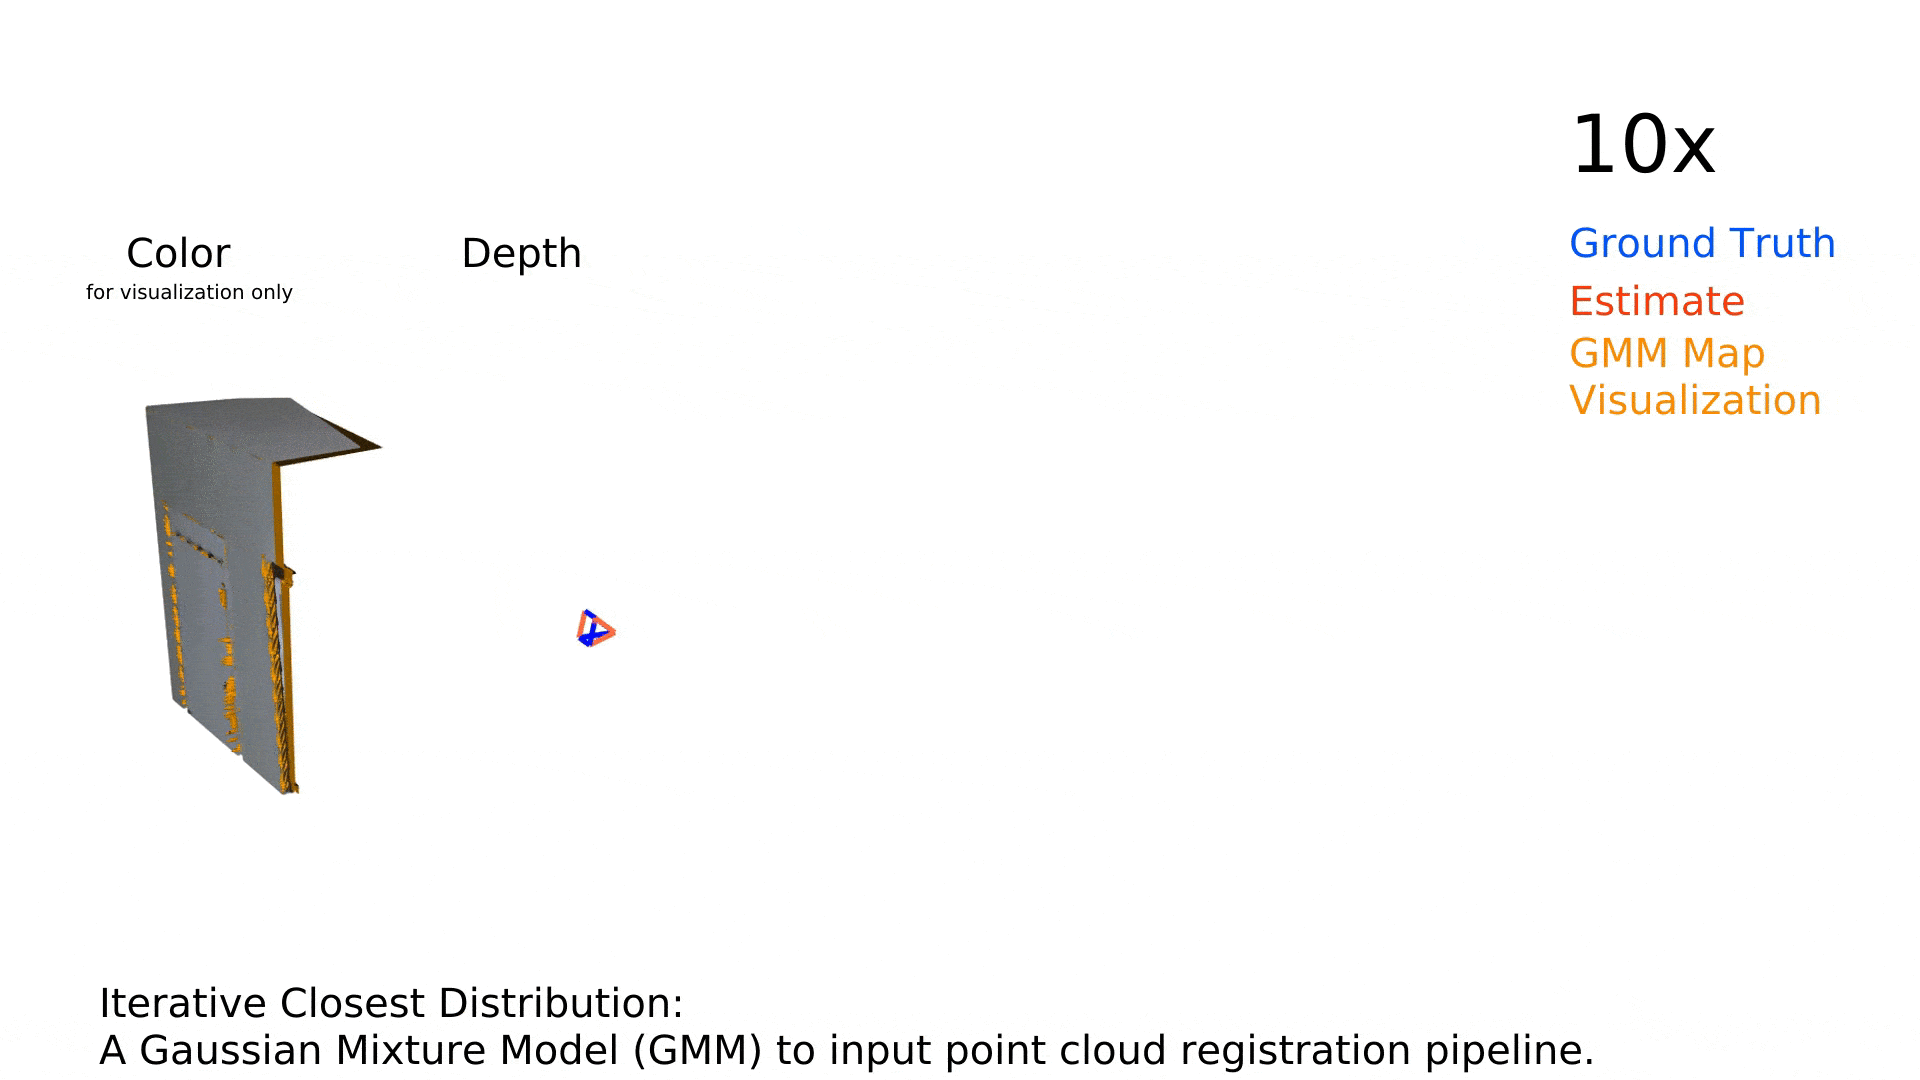 10x
Color
Depth
for visualization only
Ground Truth
Estimate
GMM Map
Visualization
Iterative Closest Distribution:
A Gaussian Mixture Model (GMM) to input point cloud registration pipeline.